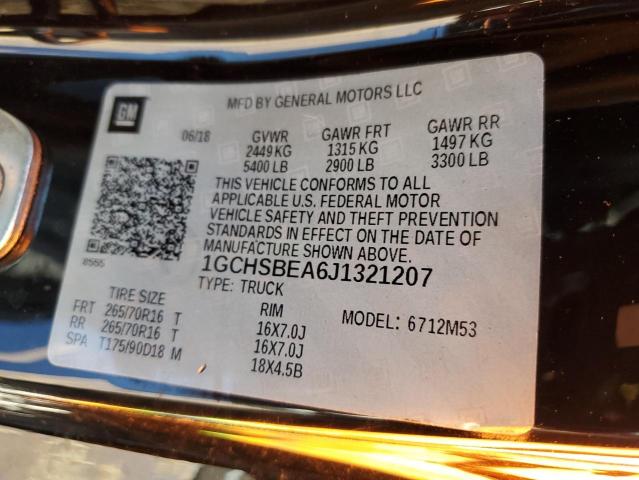 GM
MFD BY GENERAL MOTORS LLC
06/18 GVWR GAWR FRT GAWR RR
2449 KG 1315 KG 1497 KG
5400 LB 2900 LB 3300 LB
THIS VEHICLE CONFORMS TO ALL
APPLICABLE U.S. FEDERAL MOTOR
VEHICLE SAFETY AND THEFT PREVENTION
STANDARDS IN EFFECT ON THE DATE OF
MANUFACTURE SHOWN ABOVE.
8555
1GCHSBEA6J1321207
TYPE: TRUCK
TIRE SIZE RIM MODEL: 6712M53
FRT 265/70R16 T 16X7.0J
RR 265/70R16 T 16X7.0J
SPA T175/90D18 M 18X4.5B